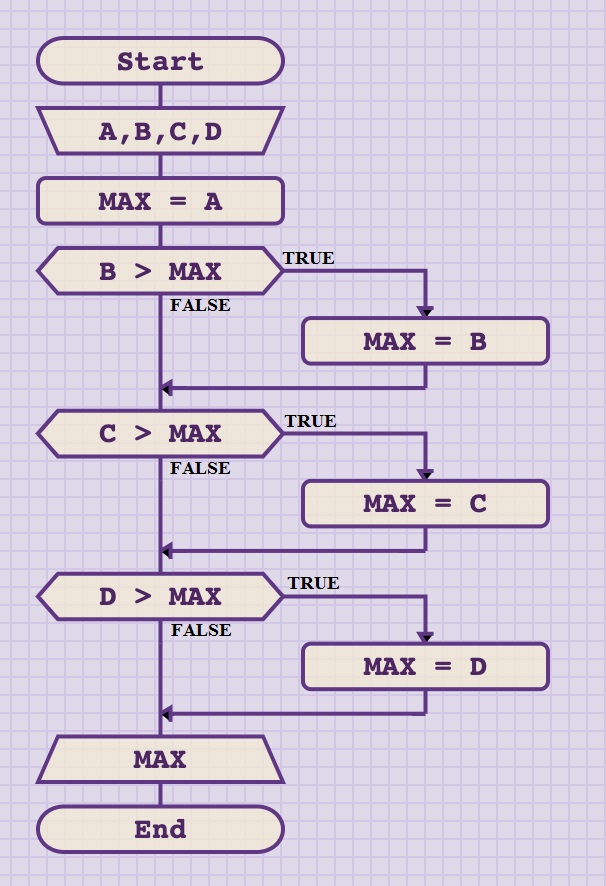 Start
A,B,C,D
MAX = A
B > MAX
TRUE
FALSE
MAX = B
C > MAX
TRUE
FALSE
MAX = C
D > MAX
TRUE
FALSE
MAX = D
MAX
End